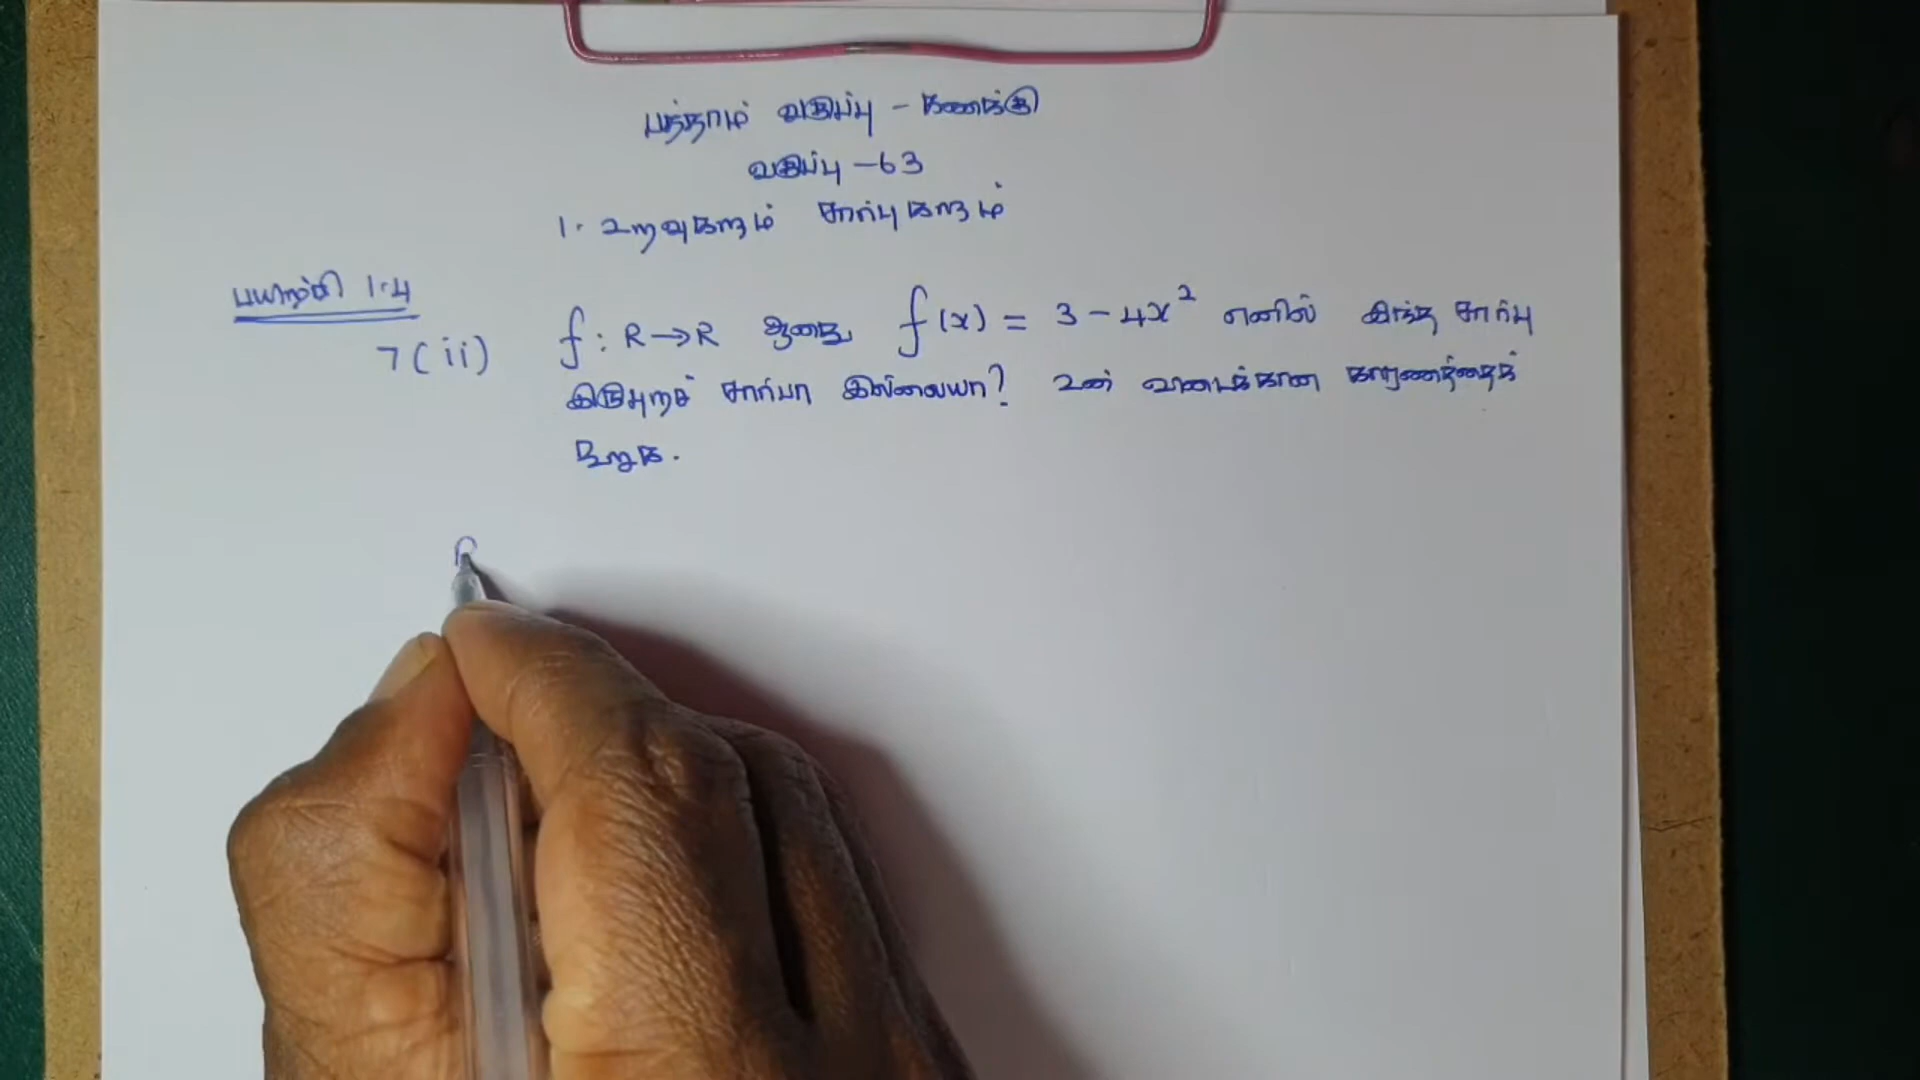 பத்தாம் வகுப்பு - கணக்கு
வகுப்பு - 63
1. உறவுகளும் சார்புகளும்
பயிற்சி 1.4
7 (ii) f : R → R ஆனது f(x) = 3 - 4x² எனில் இந்த சார்பு
இருபுறச் சார்பா இல்லையா? உன் விடைக்கான காரணத்தைக்
கூறுக.